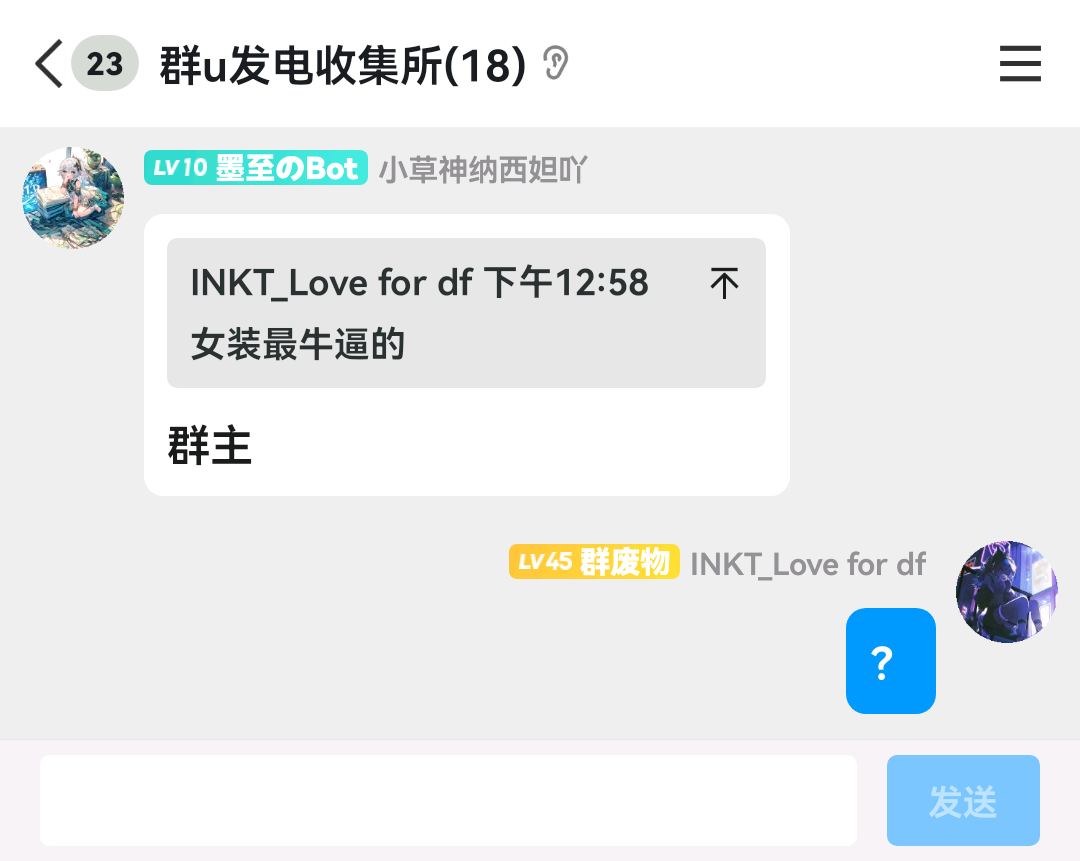 23 群u发电收集所(18)
LV10 墨至のBot 小草神纳西妲吖
INKT_Love for df 下午12:58
女装最牛逼的
群主
LV45 群废物 INKT_Love for df
?
发送